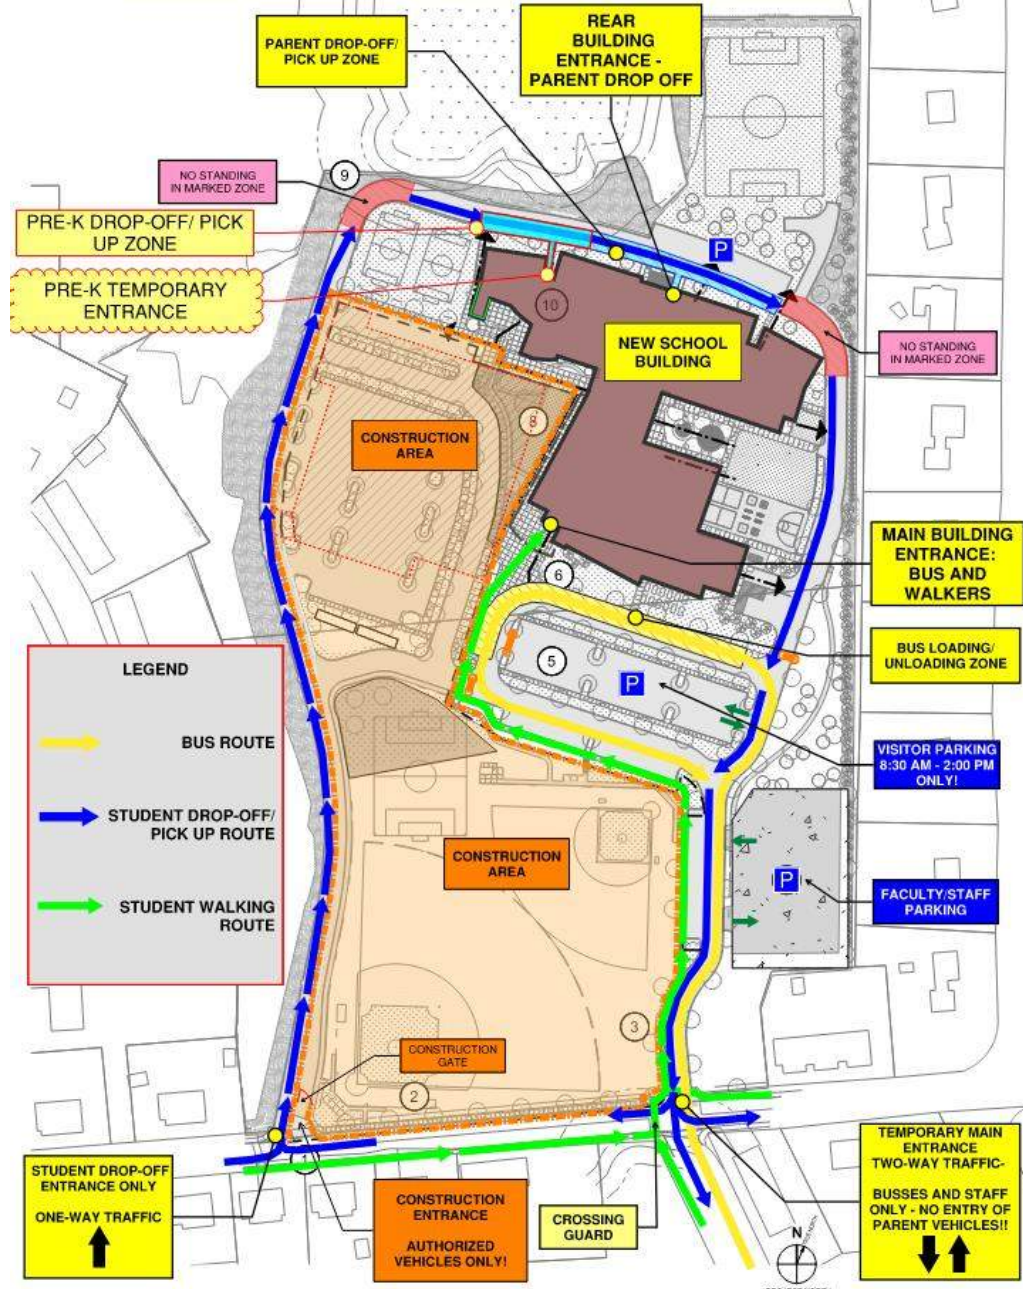 PARENT DROP-OFF/
PICK UP ZONE
REAR
BUILDING
ENTRANCE -
PARENT DROP OFF
NO STANDING
IN MARKED ZONE
9
PRE-K DROP-OFF/ PICK
UP ZONE
P
PRE-K TEMPORARY
ENTRANCE
10
NEW SCHOOL
BUILDING
NO STANDING
IN MARKED ZONE
8
CONSTRUCTION
AREA
MAIN BUILDING
ENTRANCE:
BUS AND
WALKERS
6
BUS LOADING/
UNLOADING ZONE
5
P
LEGEND
BUS ROUTE
STUDENT DROP-OFF/
PICK UP ROUTE
STUDENT WALKING
ROUTE
VISITOR PARKING
8:30 AM - 2:00 PM
ONLY!
CONSTRUCTION
AREA
P
FACULTY/STAFF
PARKING
3
CONSTRUCTION
GATE
2
1
STUDENT DROP-OFF
ENTRANCE ONLY
ONE-WAY TRAFFIC
CONSTRUCTION
ENTRANCE
AUTHORIZED
VEHICLES ONLY!
CROSSING
GUARD
N
TEMPORARY MAIN
ENTRANCE
TWO-WAY TRAFFIC-
BUSSES AND STAFF
ONLY - NO ENTRY OF
PARENT VEHICLES!!